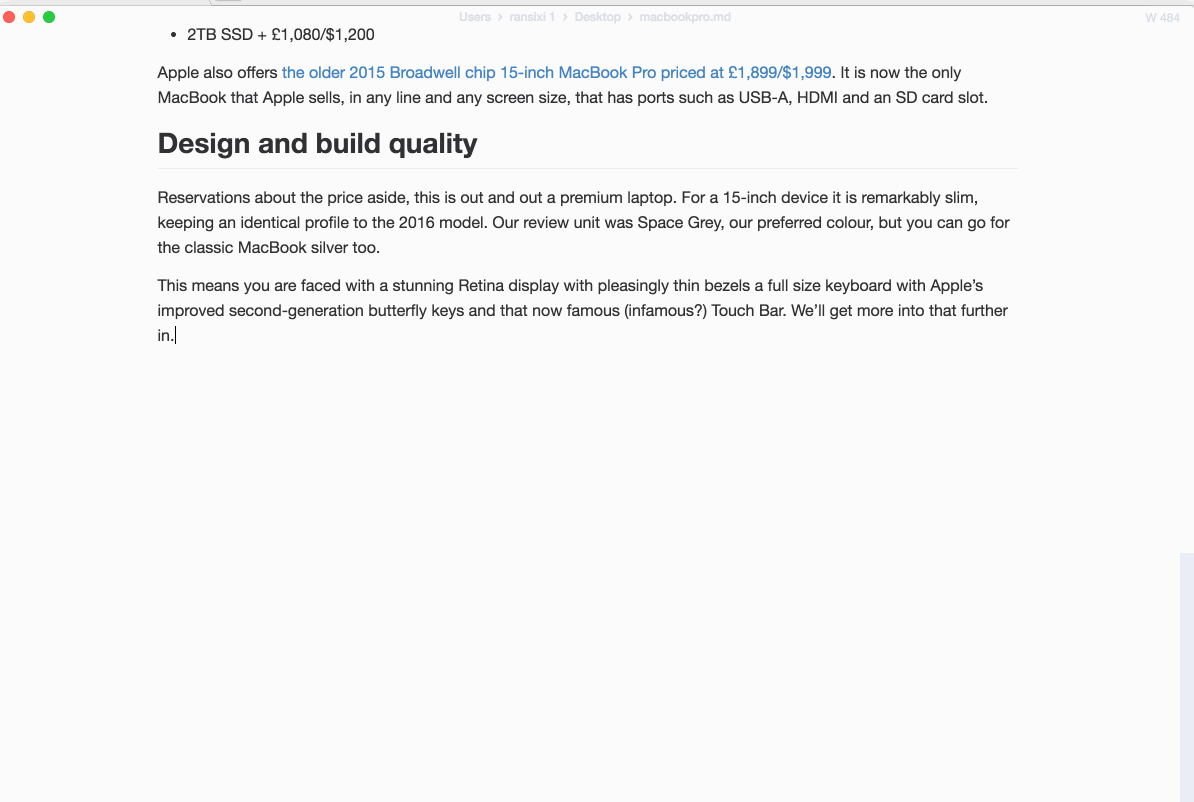 Users › ransixi 1 › Desktop › macbookpro.md
W 484
• 2TB SSD + £1,080/$1,200
Apple also offers the older 2015 Broadwell chip 15-inch MacBook Pro priced at £1,899/$1,999. It is now the only
MacBook that Apple sells, in any line and any screen size, that has ports such as USB-A, HDMI and an SD card slot.
Design and build quality
Reservations about the price aside, this is out and out a premium laptop. For a 15-inch device it is remarkably slim,
keeping an identical profile to the 2016 model. Our review unit was Space Grey, our preferred colour, but you can go for
the classic MacBook silver too.
This means you are faced with a stunning Retina display with pleasingly thin bezels a full size keyboard with Apple’s
improved second-generation butterfly keys and that now famous (infamous?) Touch Bar. We’ll get more into that further
in.